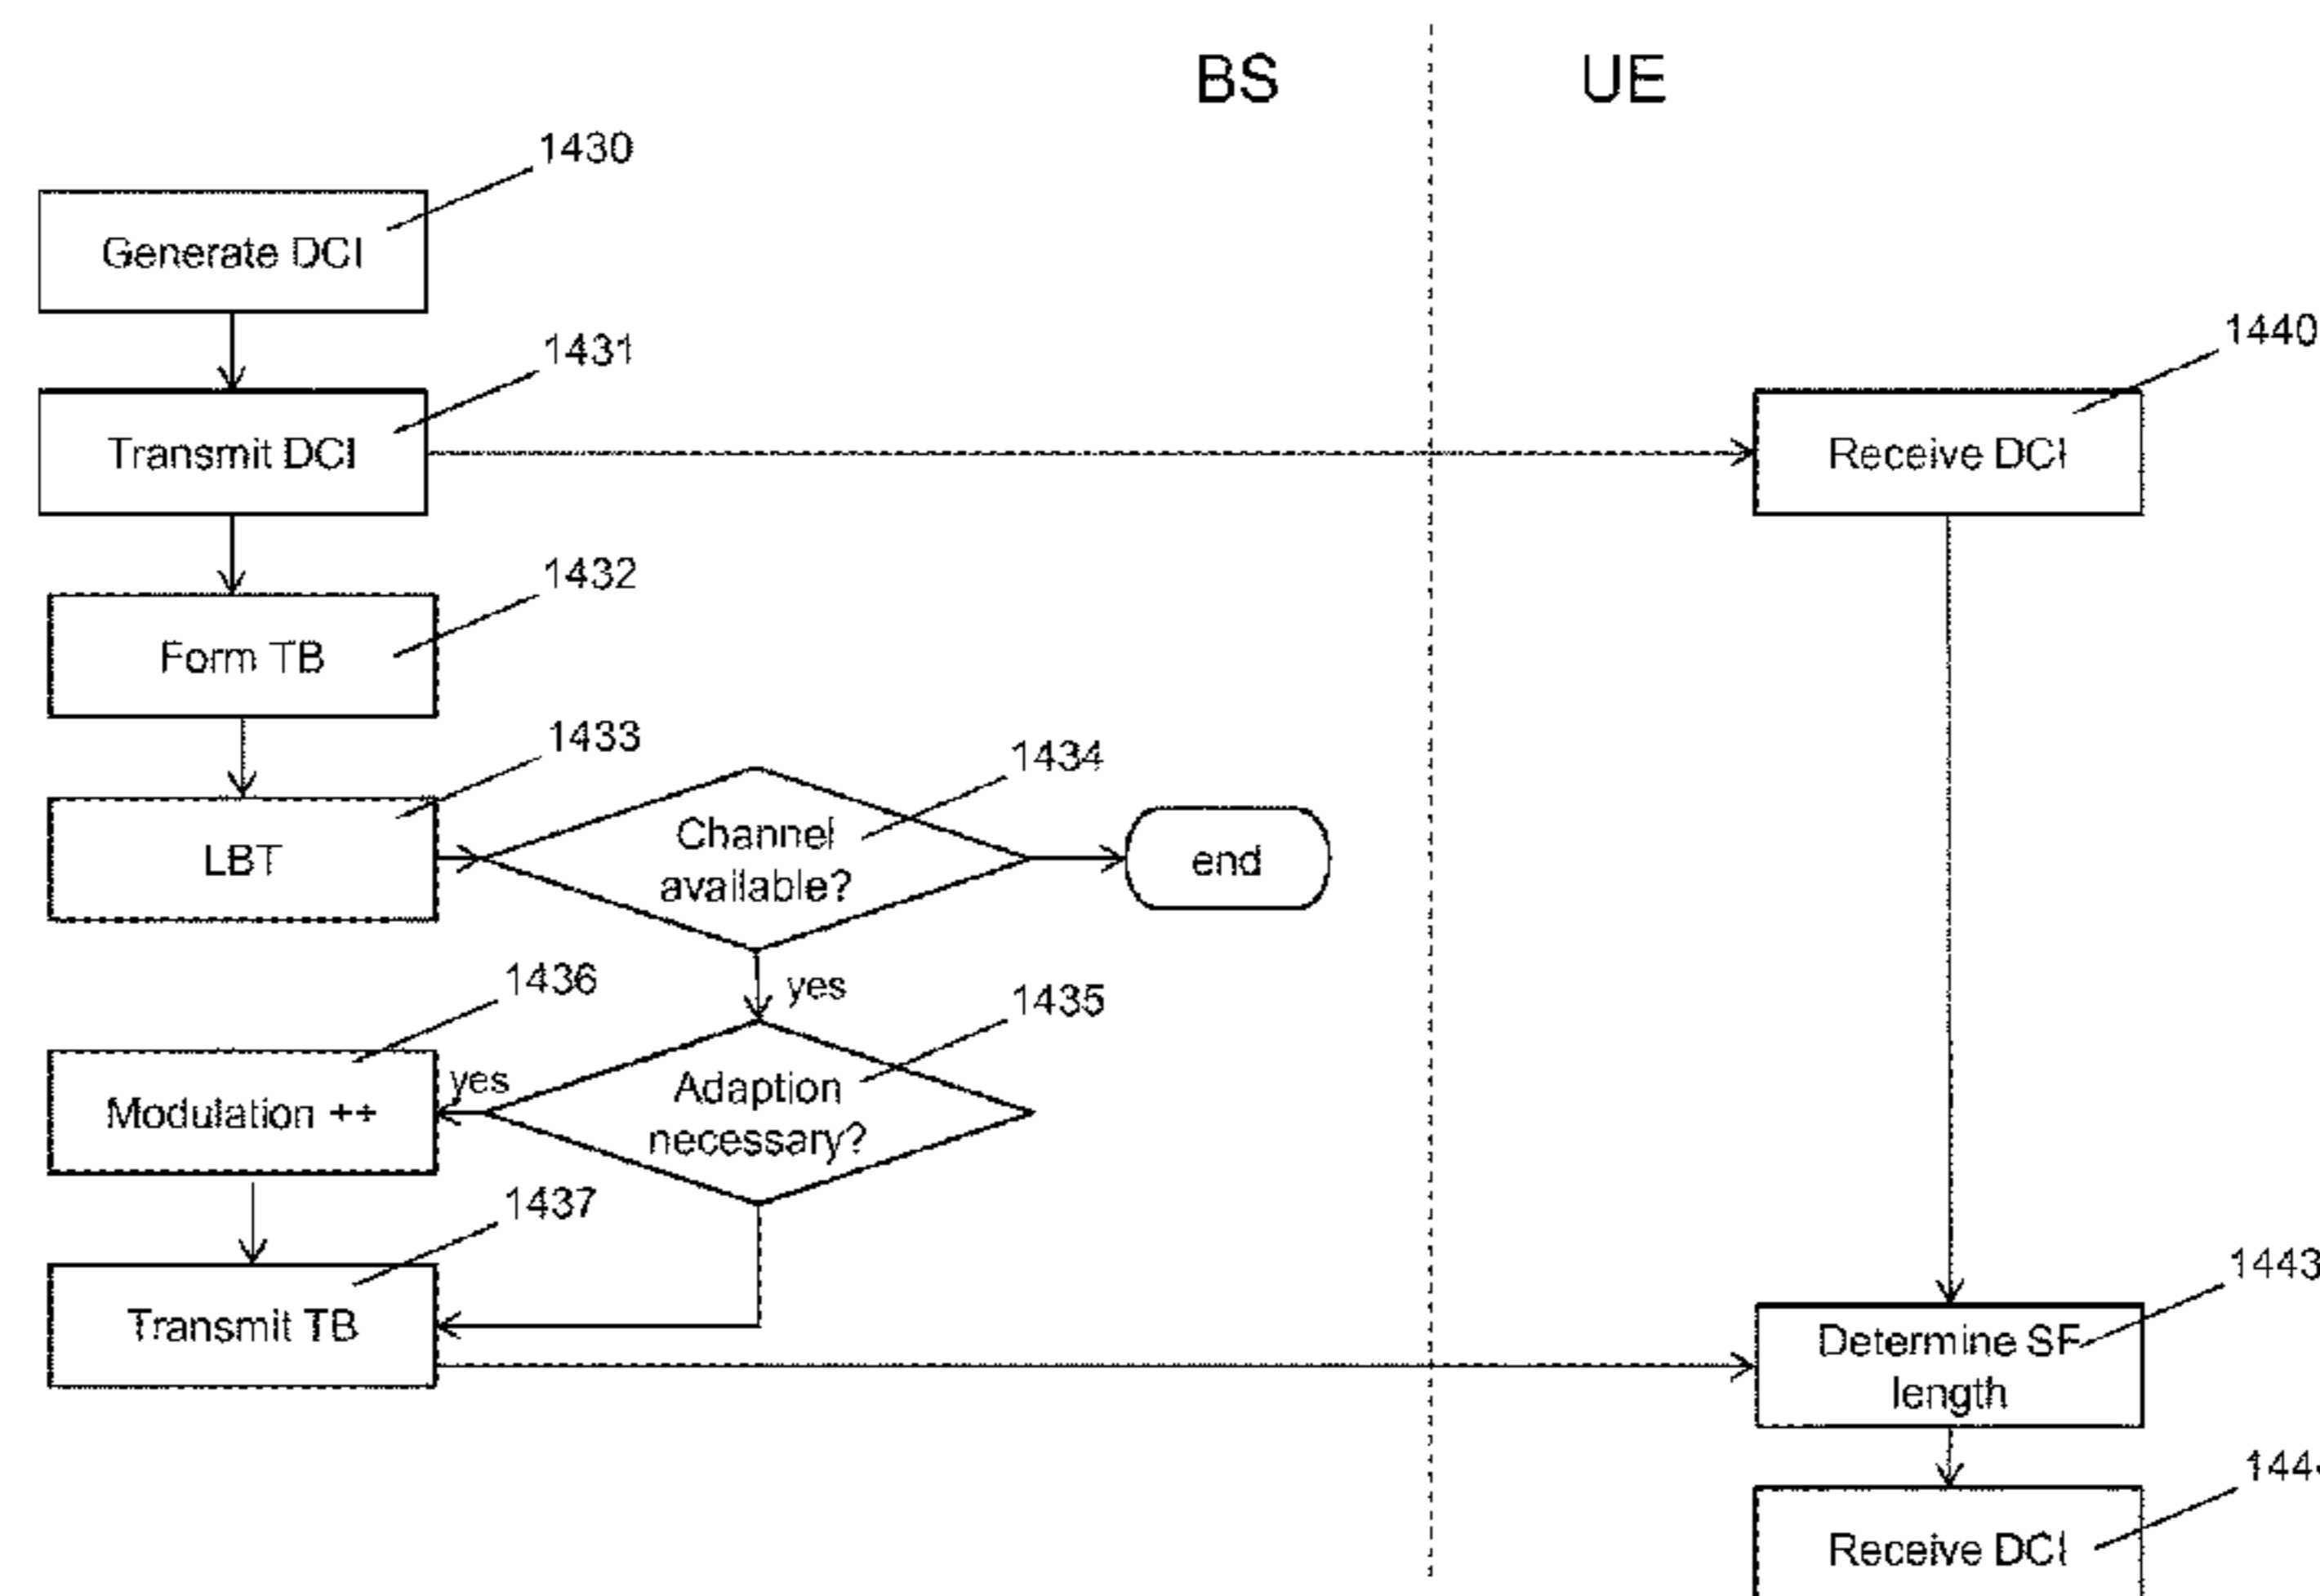 BS
UE
1430
Generate DCI
1431
1440
Transmit DCI
Receive DCI
1432
Form TB
1433
1434
LBT
Channel
available?
end
yes
1436
1435
yes
Modulation ++
Adaption
necessary?
1437
1443
Transmit TB
Determine SF
length
Receive DCI